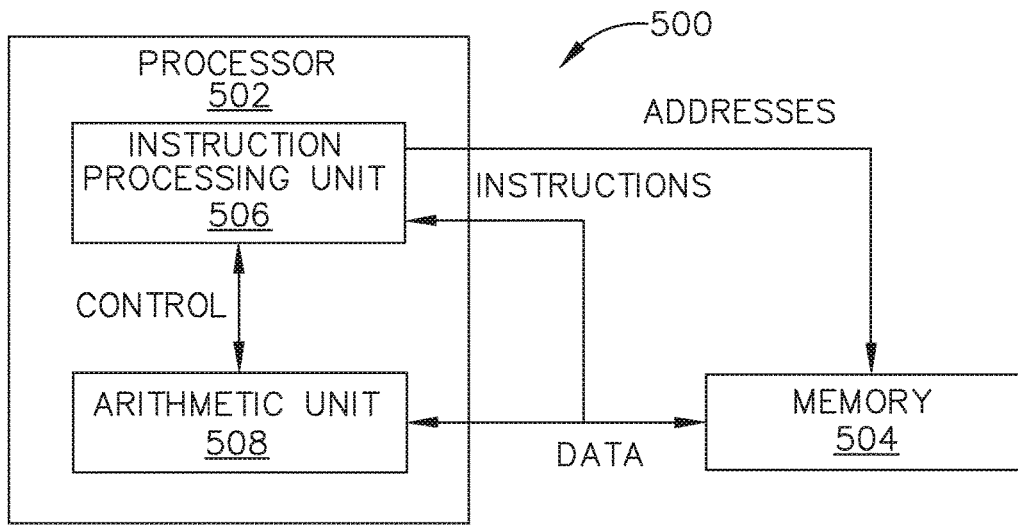 500
PROCESSOR
502
ADDRESSES
INSTRUCTION
PROCESSING UNIT
506
INSTRUCTIONS
CONTROL
ARITHMETIC UNIT
508
DATA
MEMORY
504